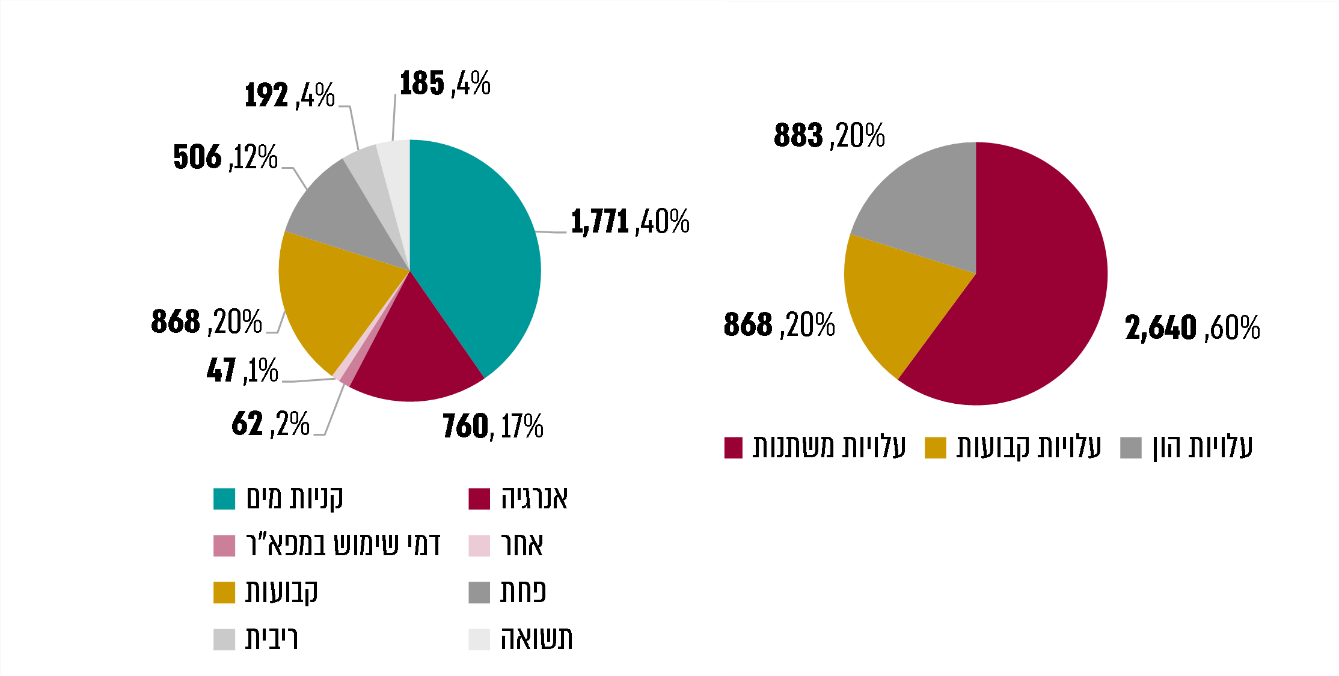 185 ,4%
192 ,4%
506 ,12%
1,771 ,40%
868 ,20%
47 ,1%
62 ,2%
760, 17%
קניות מים
אנרגיה
דמי שימוש במפא"ר
אחר
קבועות
פחת
ריבית
תשואה
883 ,20%
868 ,20%
2,640 ,60%
עלויות משתנות
עלויות קבועות
עלויות הון